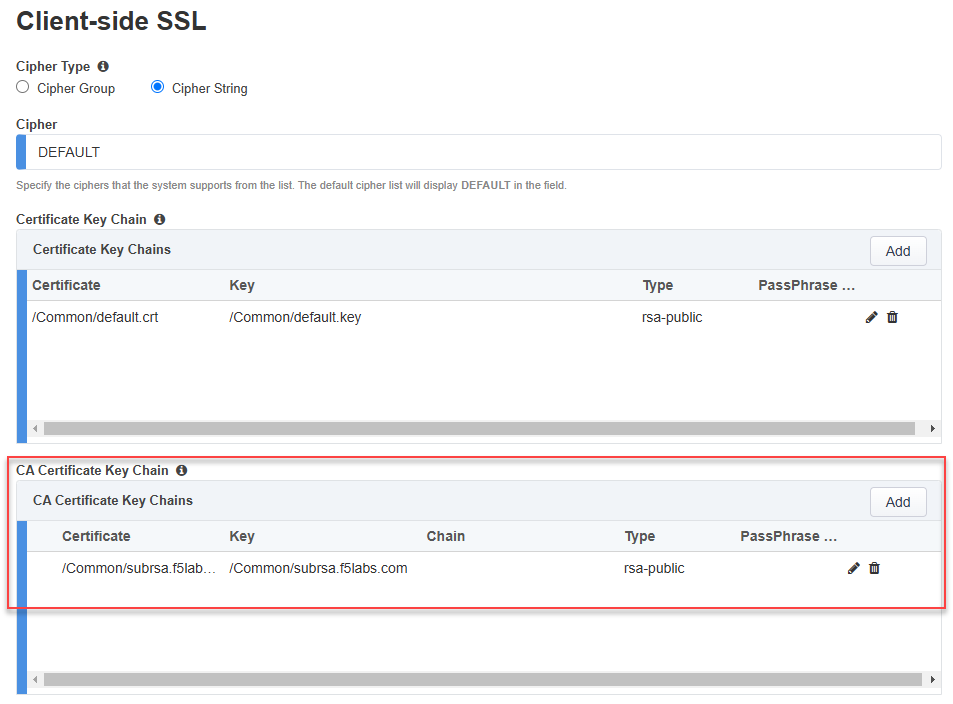 Client-side SSL
Cipher Type
Cipher Group Cipher String
Cipher
DEFAULT
Specify the ciphers that the system supports from the list. The default cipher list will display DEFAULT in the field.
Certificate Key Chain
Certificate Key Chains Add
Certificate Key Type PassPhrase ...
/Common/default.crt /Common/default.key rsa-public
CA Certificate Key Chain
CA Certificate Key Chains Add
Certificate Key Chain Type PassPhrase ...
/Common/subrsa.f5lab... /Common/subrsa.f5labs.com rsa-public